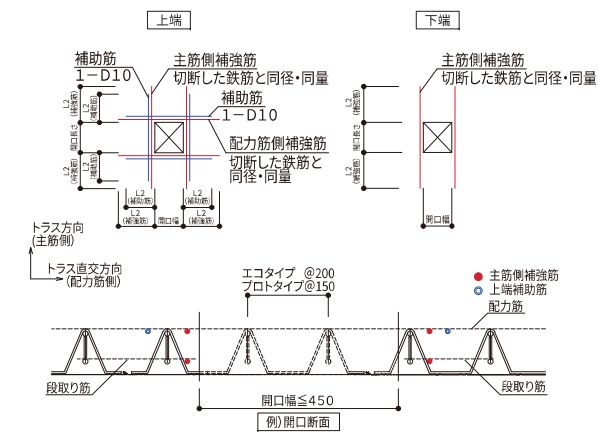 上端
下端
補助筋
1－D10
主筋側補強筋
切断した鉄筋と同径・同量
補助筋
1－D10
配力筋側補強筋
切断した鉄筋と
同径・同量
L2
(補強筋)
L2
(補助筋)
開口長さ
L2
(補強筋)
L2
(補助筋)
L2
(補助筋)
L2
(補助筋)
L2
(補強筋)
開口幅
L2
(補強筋)
主筋側補強筋
切断した鉄筋と同径・同量
L2
(補強筋)
開口長さ
L2
(補強筋)
開口幅
トラス方向
(主筋側)
トラス直交方向
(配力筋側)
エコタイプ @200
プロトタイプ@150
主筋側補強筋
上端補助筋
配力筋
段取り筋
段取り筋
開口幅≦450
例）開口断面